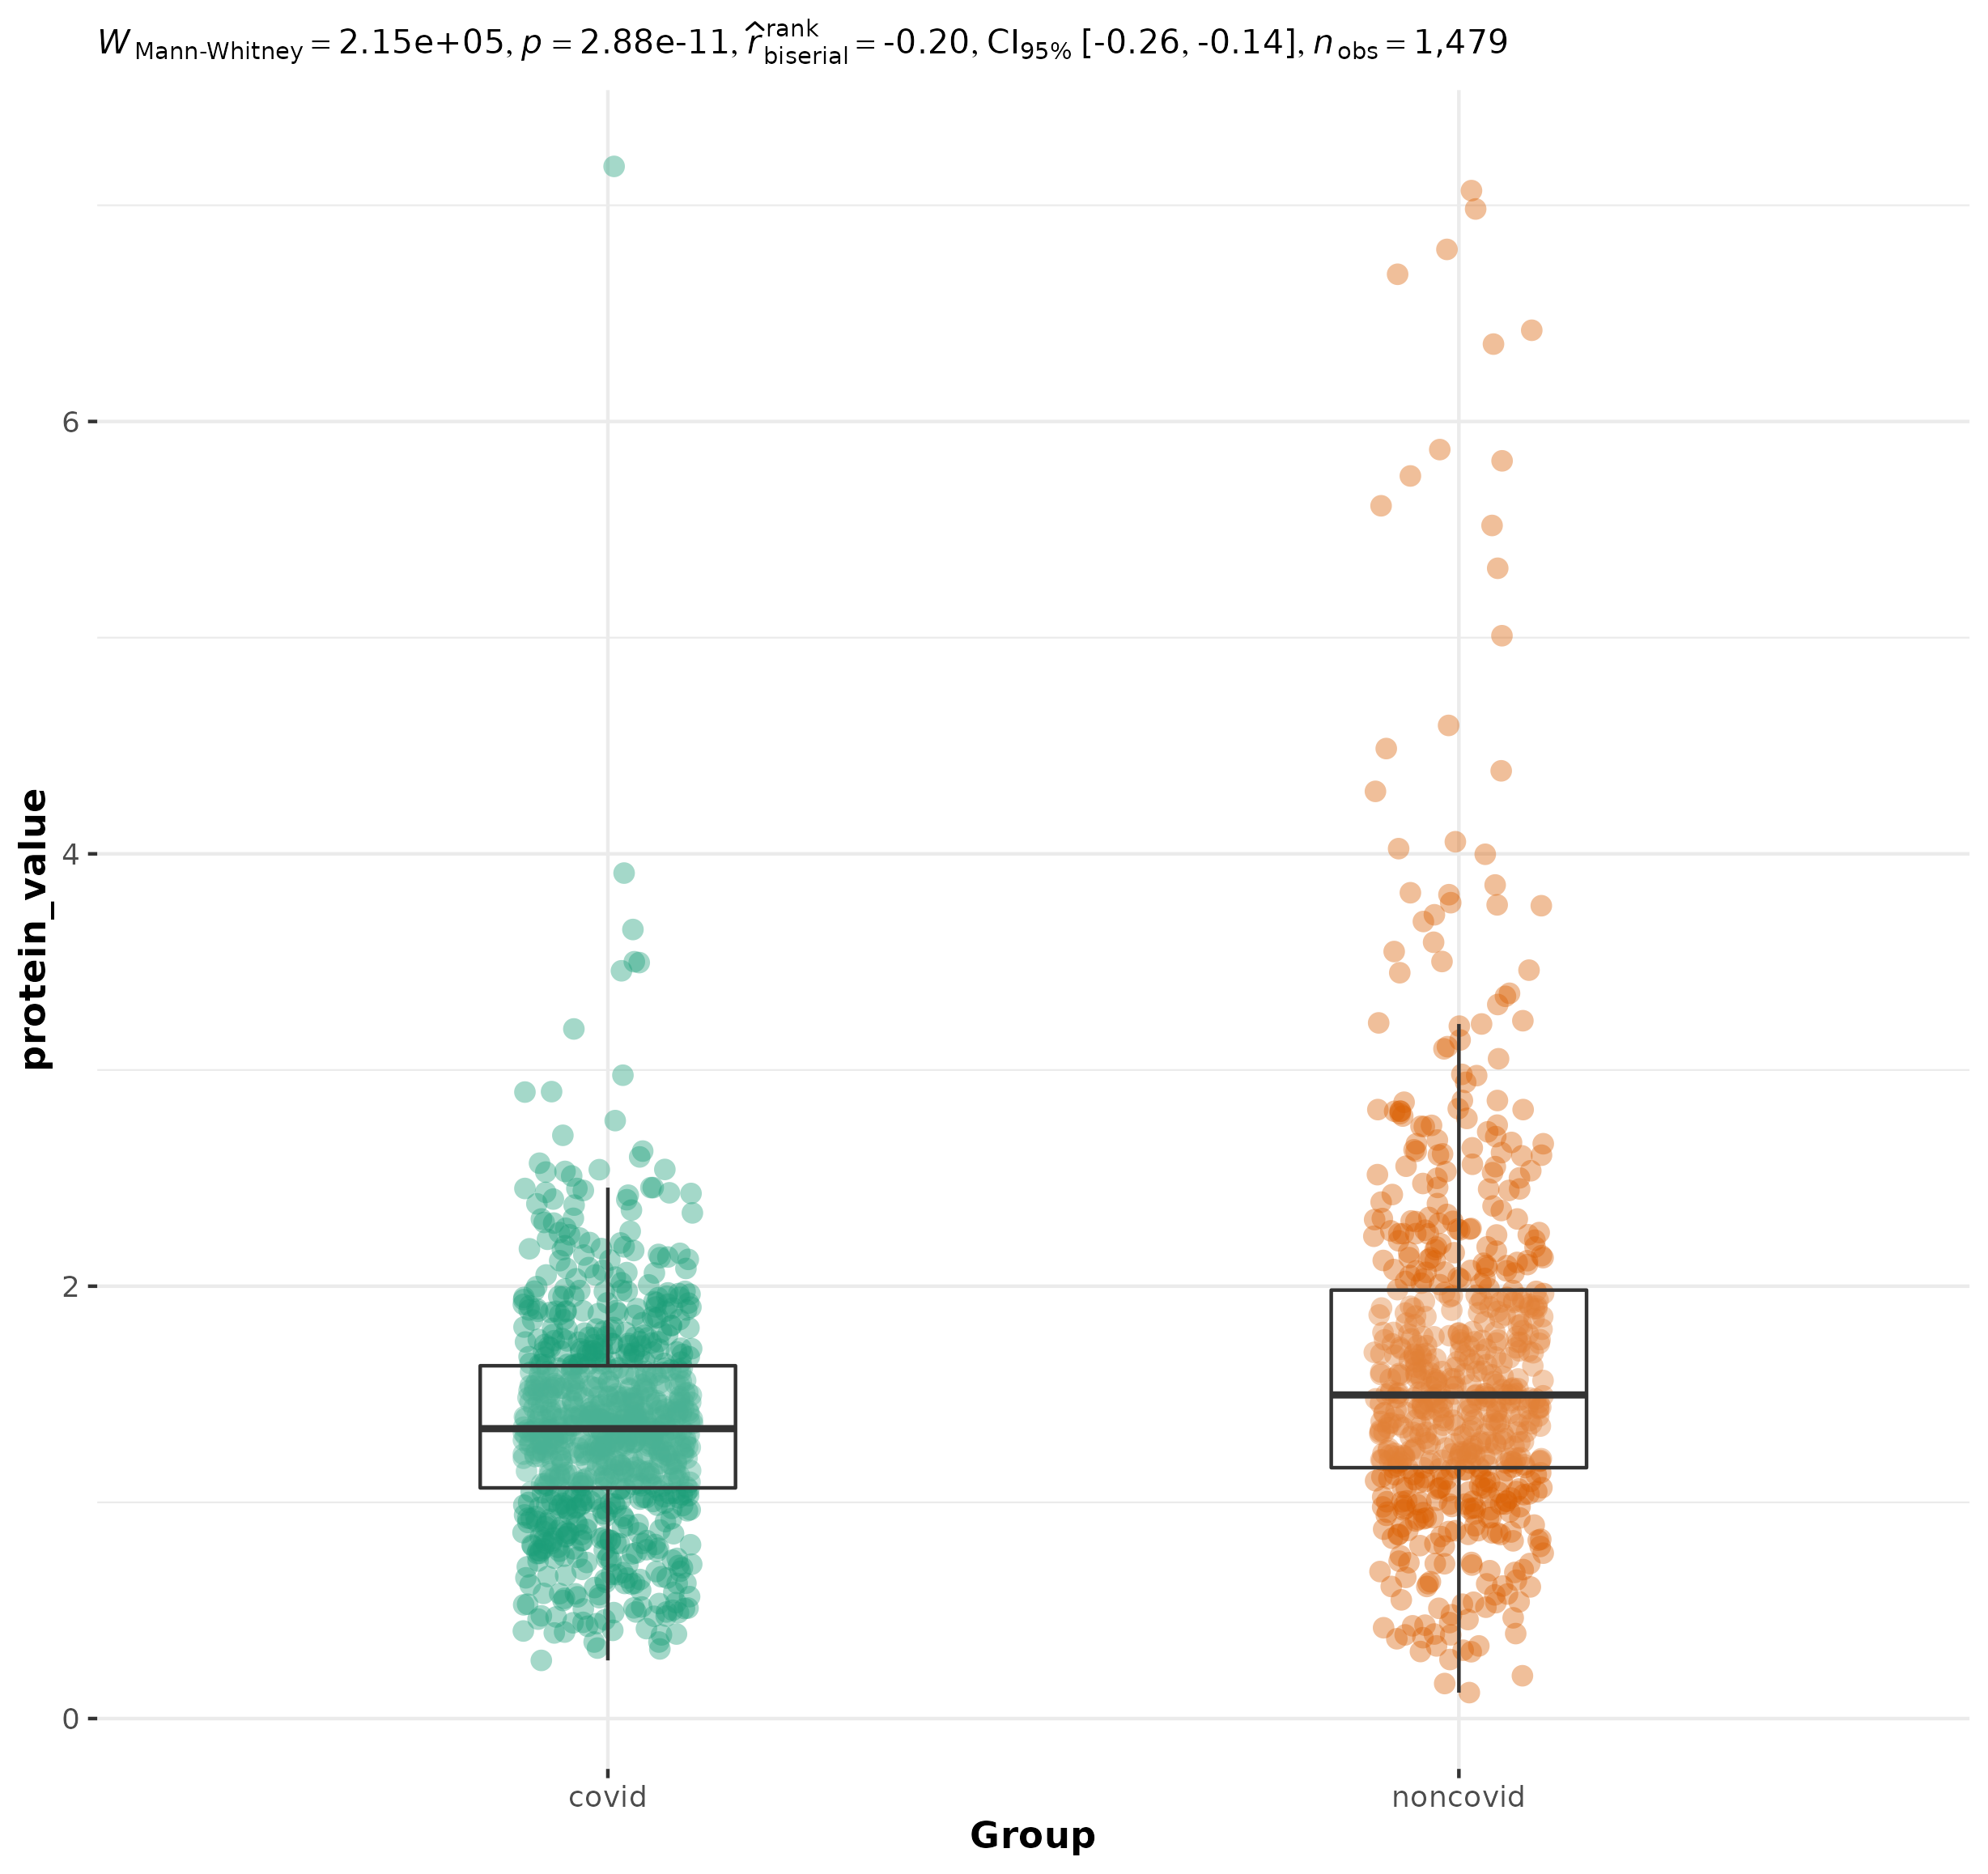 W Mann-Whitney = 2.15e+05, p = 2.88e-11, r̂ rank biserial = -0.20, CI95% [-0.26, -0.14], n obs = 1,479
6
4
2
0
protein_value
covid noncovid
Group